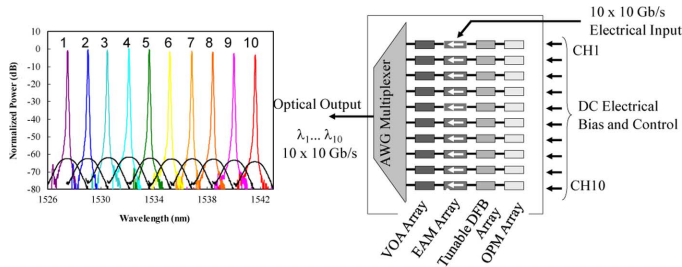 10
0
-10
-20
-30
-40
-50
-60
-70
-80
Normalized Power (dB)
1 2 3 4 5 6 7 8 9 10
1526 1530 1534 1538 1542
Wavelength (nm)
Optical Output
λ1... λ10
10 x 10 Gb/s
AWG Multiplexer
10 x 10 Gb/s
Electrical Input
CH1
DC Electrical
Bias and Control
CH10
VOA Array
EAM Array
Tunable DFB
Array
OPM Array